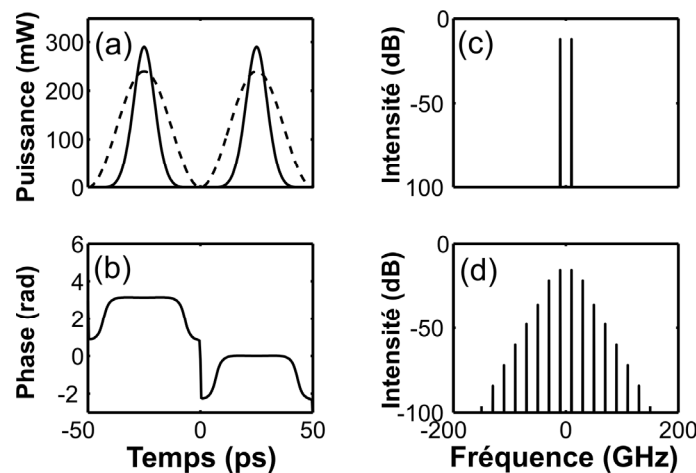 Puissance (mW)
300
200
100
0
(a)
Intensité (dB)
0
-50
100
(c)
Phase (rad)
6
4
2
0
-2
(b)
-50
0
50
Temps (ps)
Intensité (dB)
0
-50
-100
(d)
-200
0
200
Fréquence (GHz)